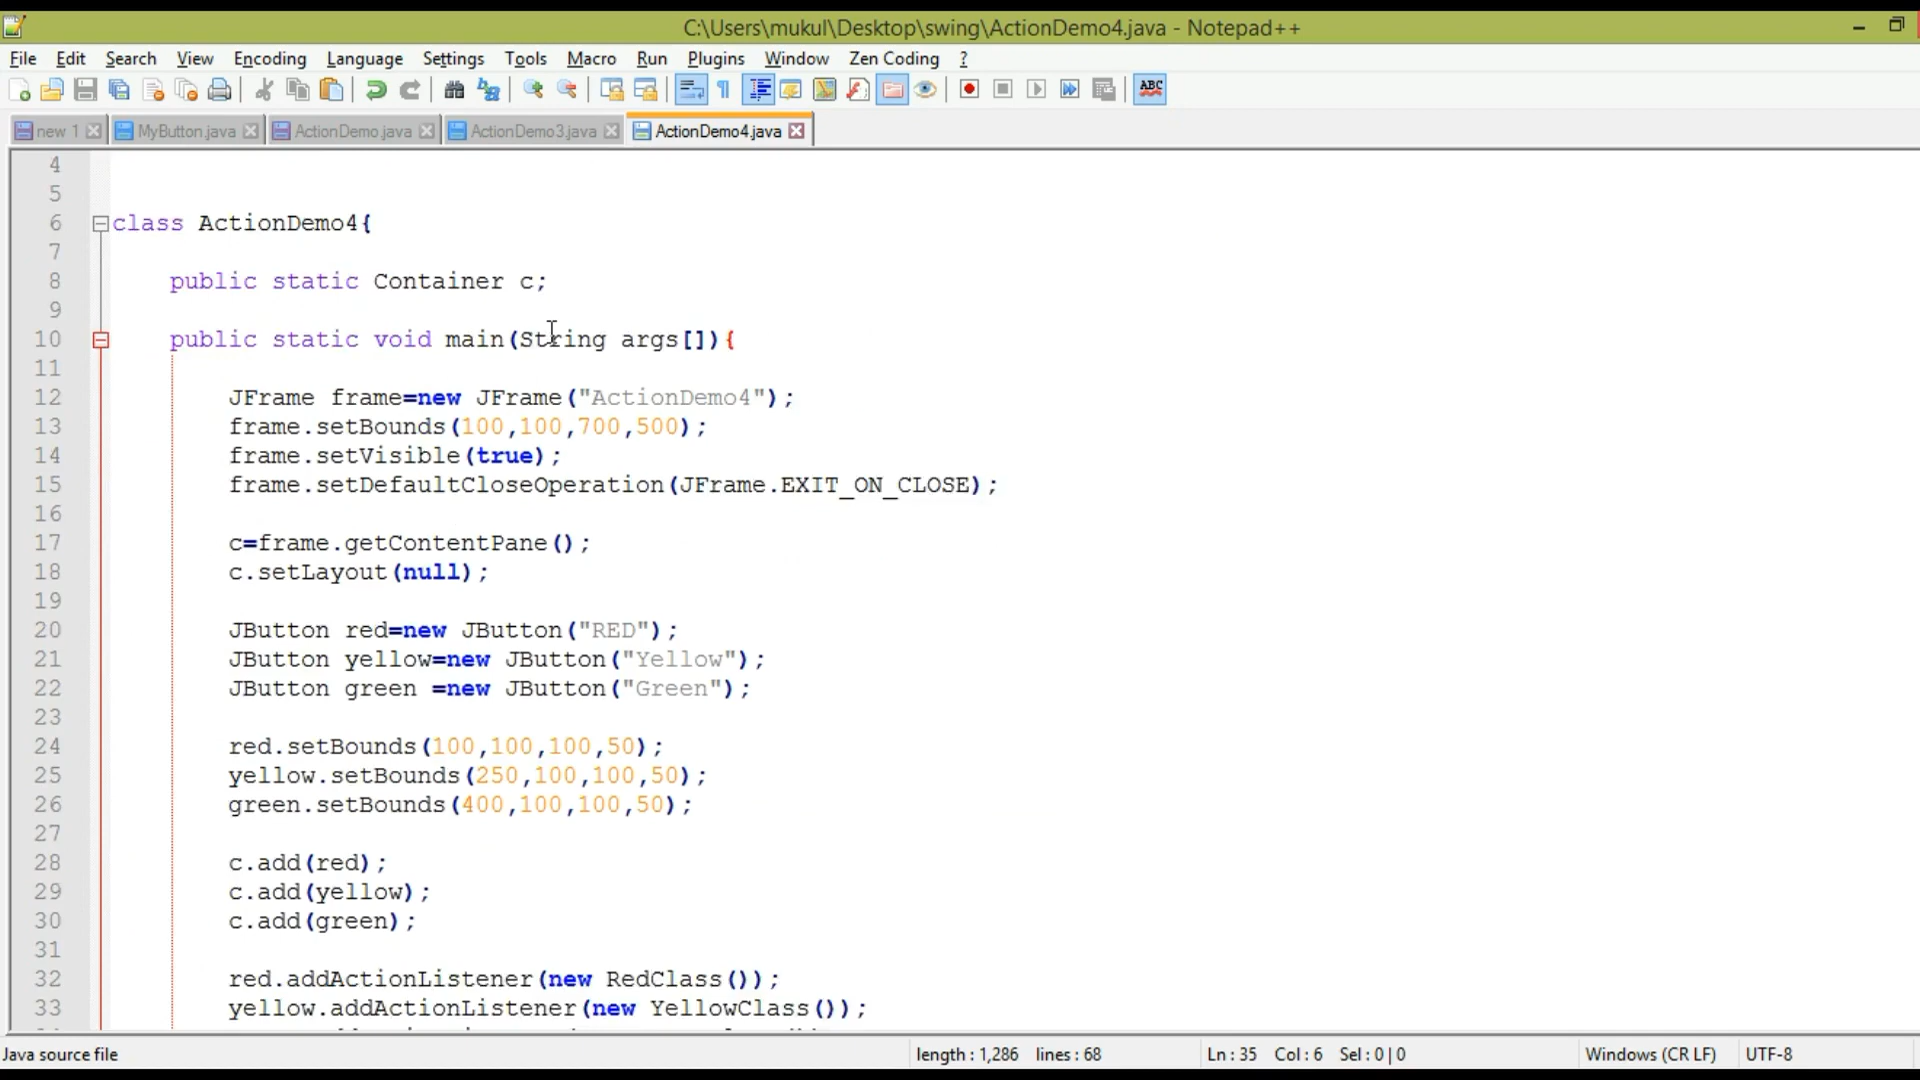 C:\Users\mukul\Desktop\swing\ActionDemo4.java - Notepad++
File Edit Search View Encoding Language Settings Tools Macro Run Plugins Window Zen Coding ?
ABC
new 1 MyButton.java ActionDemo.java ActionDemo3.java ActionDemo4.java
4
5
6 class ActionDemo4{
7
8 public static Container c;
9
10 public static void main(String args[]){
11
12 JFrame frame=new JFrame("ActionDemo4");
13 frame.setBounds(100,100,700,500);
14 frame.setVisible(true);
15 frame.setDefaultCloseOperation(JFrame.EXIT_ON_CLOSE);
16
17 c=frame.getContentPane();
18 c.setLayout(null);
19
20 JButton red=new JButton("RED");
21 JButton yellow=new JButton("Yellow");
22 JButton green =new JButton("Green");
23
24 red.setBounds(100,100,100,50);
25 yellow.setBounds(250,100,100,50);
26 green.setBounds(400,100,100,50);
27
28 c.add(red);
29 c.add(yellow);
30 c.add(green);
31
32 red.addActionListener(new RedClass());
33 yellow.addActionListener(new YellowClass());
Java source file length : 1,286 lines : 68 Ln : 35 Col : 6 Sel : 0 | 0 Windows (CR LF) UTF-8